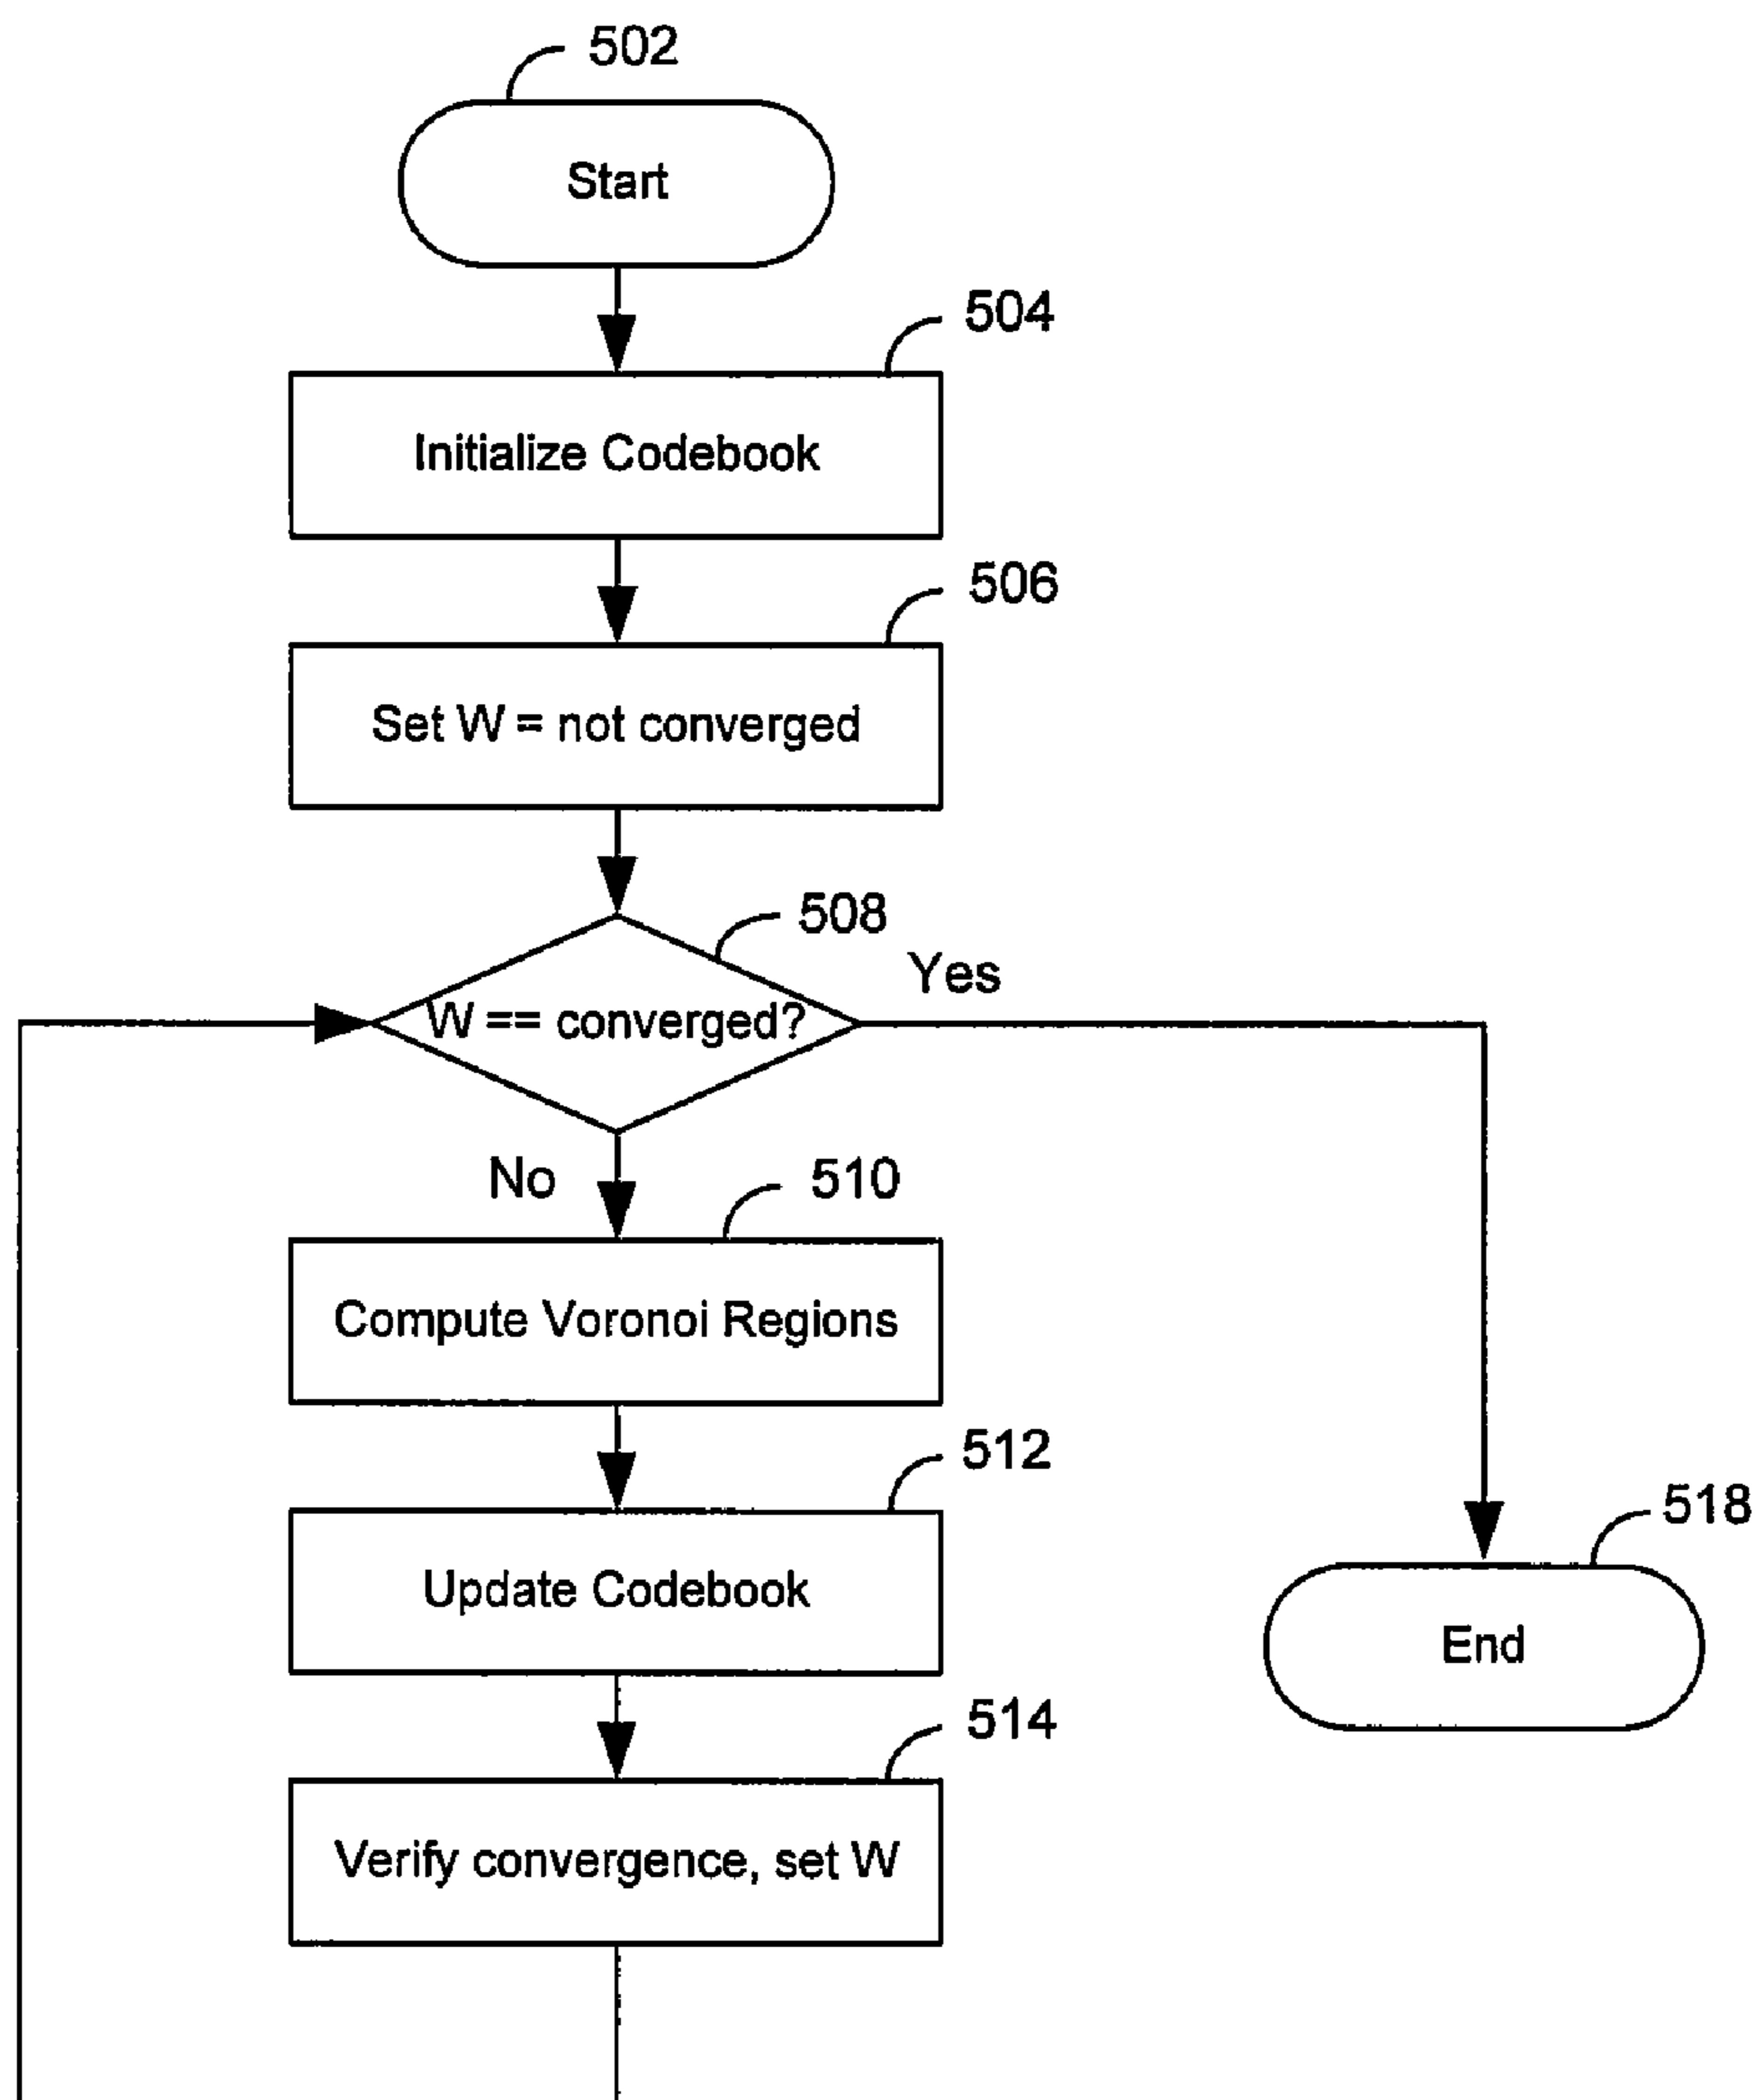 502
Start
504
Initialize Codebook
506
Set W = not converged
508
Yes
W == converged?
No
510
Compute Voronoi Regions
512
Update Codebook
518
End
514
Verify convergence, set W